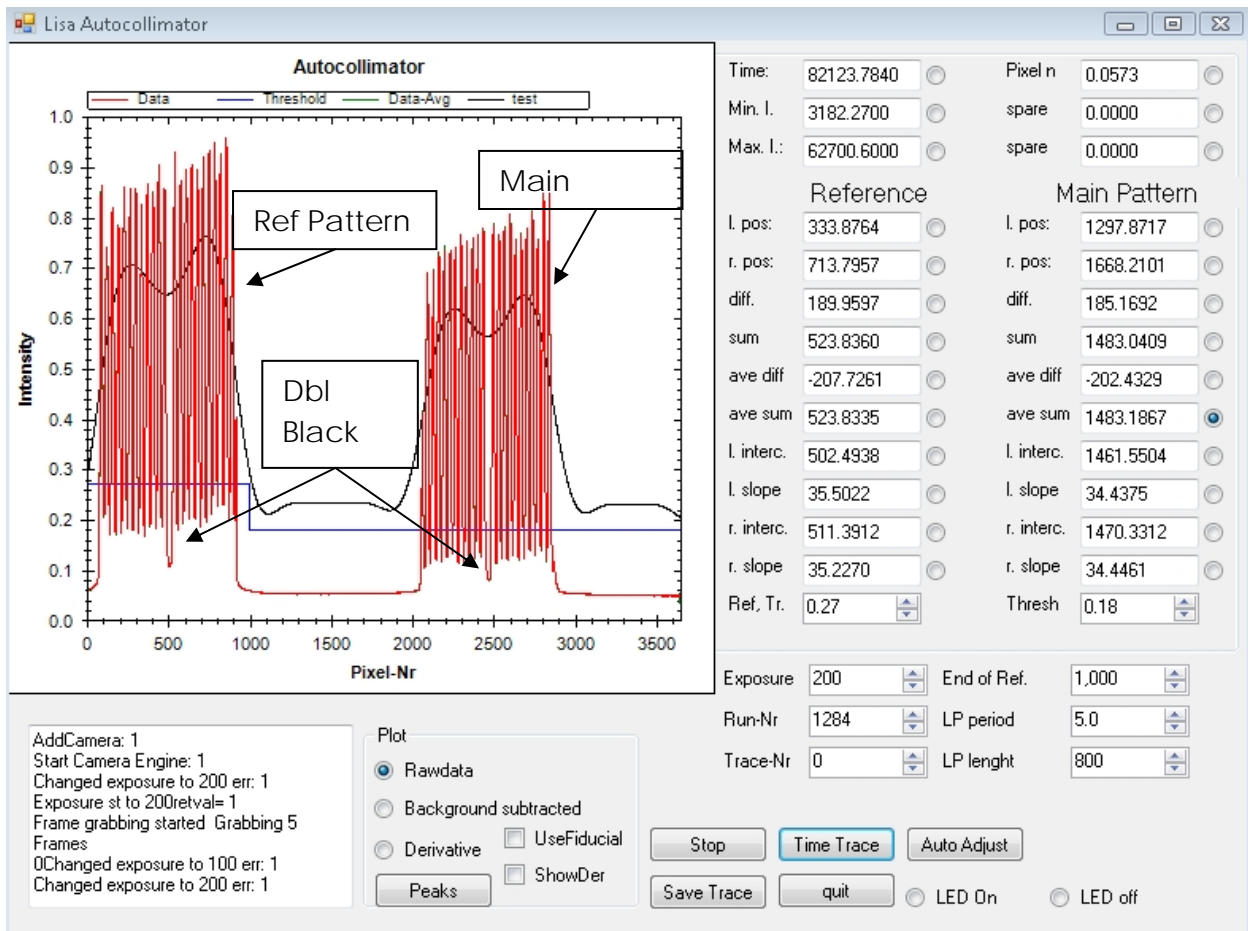 Lisa Autocollimator
Autocollimator
Data Threshold Data-Avg test
1.0
0.9
0.8
0.7
0.6
0.5
0.4
0.3
0.2
0.1
0.0
Intensity
0 500 1000 1500 2000 2500 3000 3500
Pixel-Nr
Ref Pattern
Main
Dbl
Black
Time: 82123.7840 Pixel n 0.0573
Min. I. 3182.2700 spare 0.0000
Max. I.: 62700.6000 spare 0.0000
Reference Main Pattern
l. pos: 333.8764 l. pos: 1297.8717
r. pos: 713.7957 r. pos: 1668.2101
diff. 189.9597 diff. 185.1692
sum 523.8360 sum 1483.0409
ave diff -207.7261 ave diff -202.4329
ave sum 523.8335 ave sum 1483.1867
l. interc. 502.4938 l. interc. 1461.5504
l. slope 35.5022 l. slope 34.4375
r. interc. 511.3912 r. interc. 1470.3312
r. slope 35.2270 r. slope 34.4461
Ref, Tr. 0.27 Thresh 0.18
Exposure 200 End of Ref. 1,000
Run-Nr 1284 LP period 5.0
Trace-Nr 0 LP lenght 800
AddCamera: 1
Start Camera Engine: 1
Changed exposure to 200 err: 1
Exposure st to 200retval= 1
Frame grabbing started Grabbing 5
Frames
0Changed exposure to 100 err: 1
Changed exposure to 200 err: 1
Plot
Rawdata
Background subtracted
Derivative
UseFiducial
ShowDer
Peaks
Stop Time Trace Auto Adjust
Save Trace quit LED On LED off